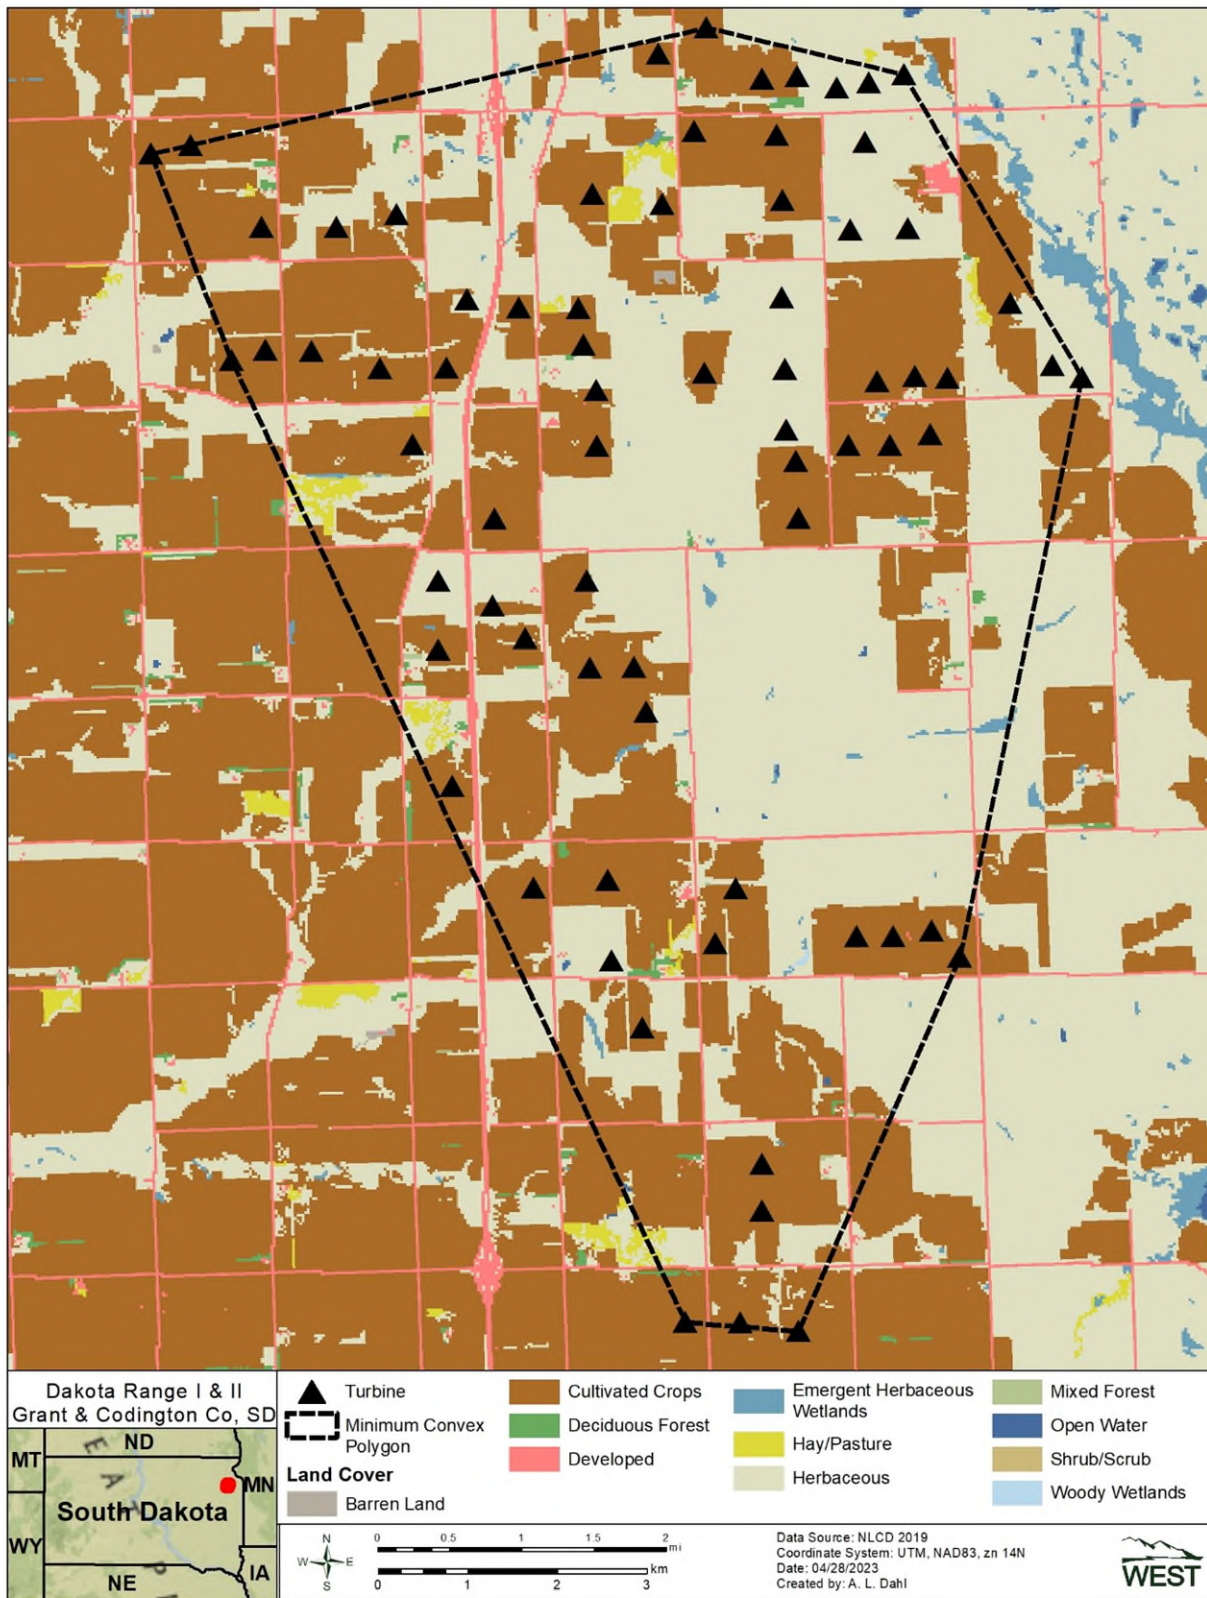 Dakota Range I & II
Grant & Codington Co, SD
MT
ND
E
A
T
MN
South Dakota
WY
P
NE
IA
Turbine
Minimum Convex
Polygon
Land Cover
Barren Land
Cultivated Crops
Deciduous Forest
Developed
Emergent Herbaceous
Wetlands
Hay/Pasture
Herbaceous
Mixed Forest
Open Water
Shrub/Scrub
Woody Wetlands
N
W E
S
0 0.5 1 1.5 2
mi
km
0 1 2 3
Data Source: NLCD 2019
Coordinate System: UTM, NAD83, zn 14N
Date: 04/28/2023
Created by: A. L. Dahl
WEST